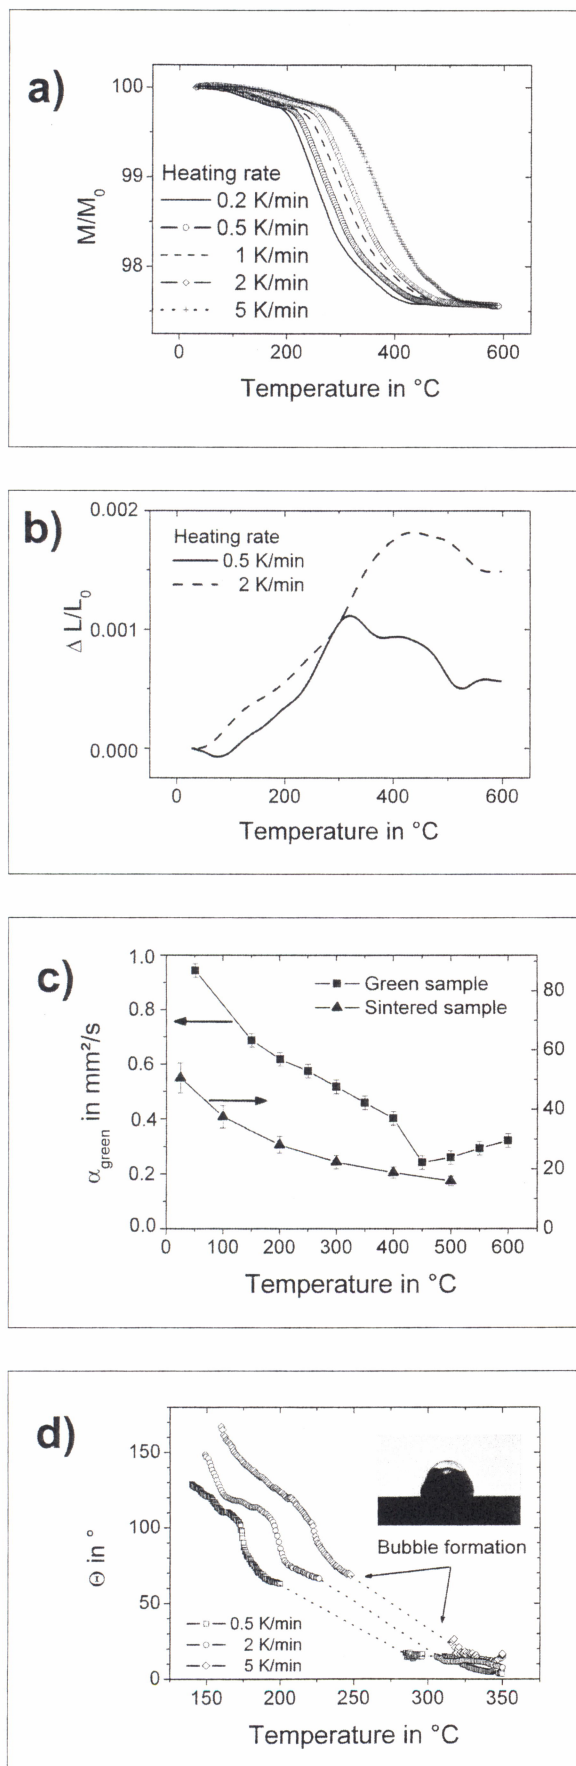 a)
100
99
98
M/M0
Heating rate
0.2 K/min
0.5 K/min
1 K/min
2 K/min
5 K/min
0 200 400 600
Temperature in °C
b)
0.002
0.001
0.000
Δ L/L0
Heating rate
0.5 K/min
2 K/min
0 200 400 600
Temperature in °C
c)
1.0
0.8
0.6
0.4
0.2
0.0
αgreen in mm²/s
Green sample
Sintered sample
80
60
40
20
0
0 100 200 300 400 500 600
Temperature in °C
d)
150
100
50
0
Θ in °
Bubble formation
0.5 K/min
2 K/min
5 K/min
150 200 250 300 350
Temperature in °C